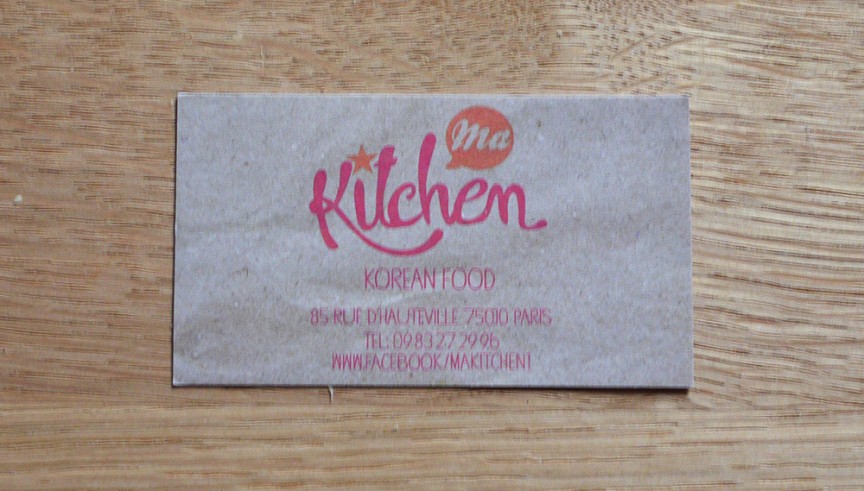 Ma
Kitchen
KOREAN FOOD
85 RUE D'HAUTEVILLE 75010 PARIS
TEL: 09 83 27 29 96
WWW.FACEBOOK/MAKITCHEN1